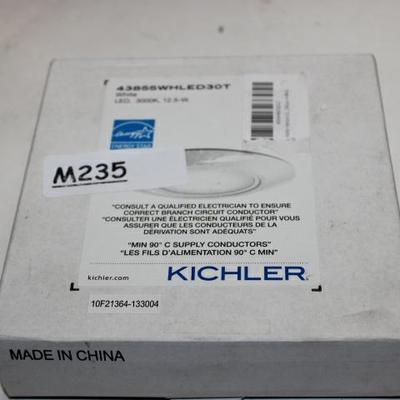 43855WHLED30T
White
LED, 3000K, 12.5-W
ENERGY STAR
M235
"CONSULT A QUALIFIED ELECTRICIAN TO ENSURE
CORRECT BRANCH CIRCUIT CONDUCTOR"
"CONSULTER UNE ÉLECTRICIEN QUALIFIÉ POUR VOUS
ASSURER QUE LES CONDUCTEURS DE LA
DÉRIVATION SONT ADÉQUATS"
"MIN 90° C SUPPLY CONDUCTORS"
"LES FILS D'ALIMENTATION 90° C MIN"
kichler.com
KICHLER
10F21364-133004
MADE IN CHINA